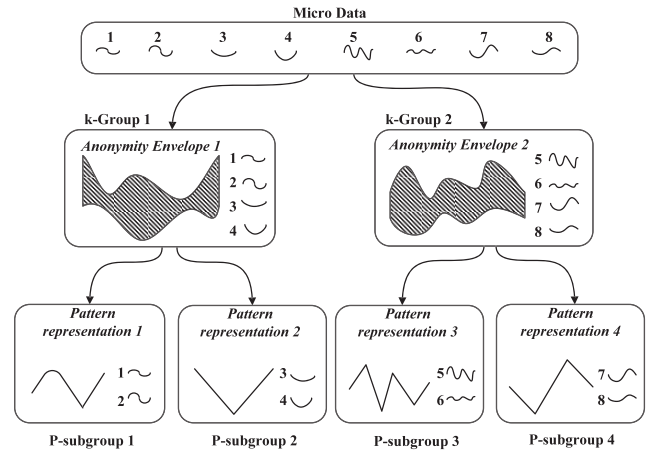 Micro Data
1 2 3 4 5 6 7 8
k-Group 1
k-Group 2
Anonymity Envelope 1
1
2
3
4
Anonymity Envelope 2
5
6
7
8
Pattern
representation 1
1
2
Pattern
representation 2
3
4
Pattern
representation 3
5
6
Pattern
representation 4
7
8
P-subgroup 1
P-subgroup 2
P-subgroup 3
P-subgroup 4